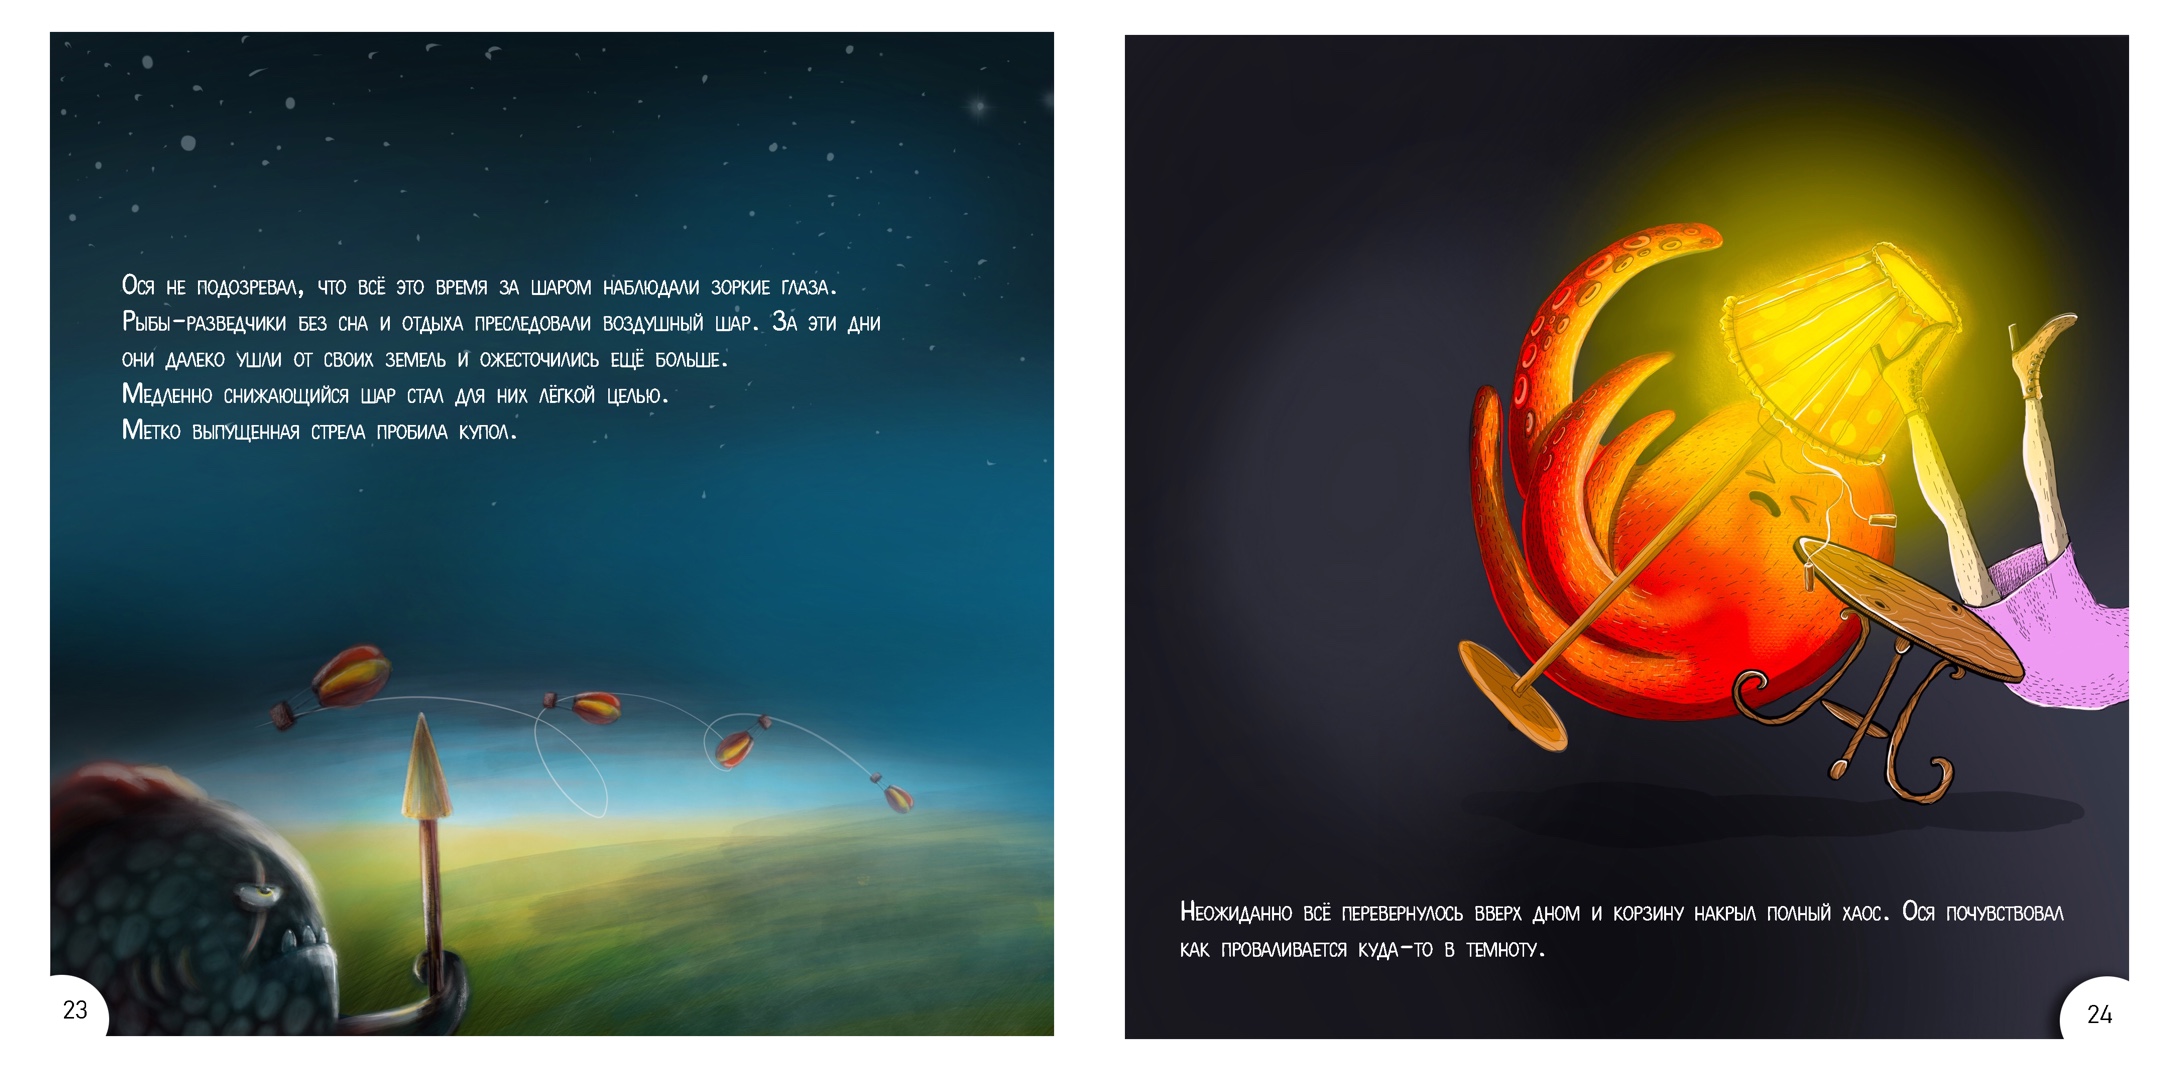 Ося не подозревал, что всё это время за шаром наблюдали зоркие глаза.
Рыбы-разведчики без сна и отдыха преследовали воздушный шар. За эти дни
они далеко ушли от своих земель и ожесточились ещё больше.
Медленно снижающийся шар стал для них лёгкой целью.
Метко выпущенная стрела пробила купол.
23
Неожиданно всё перевернулось вверх дном и корзину накрыл полный хаос. Ося почувствовал
как проваливается куда-то в темноту.
24